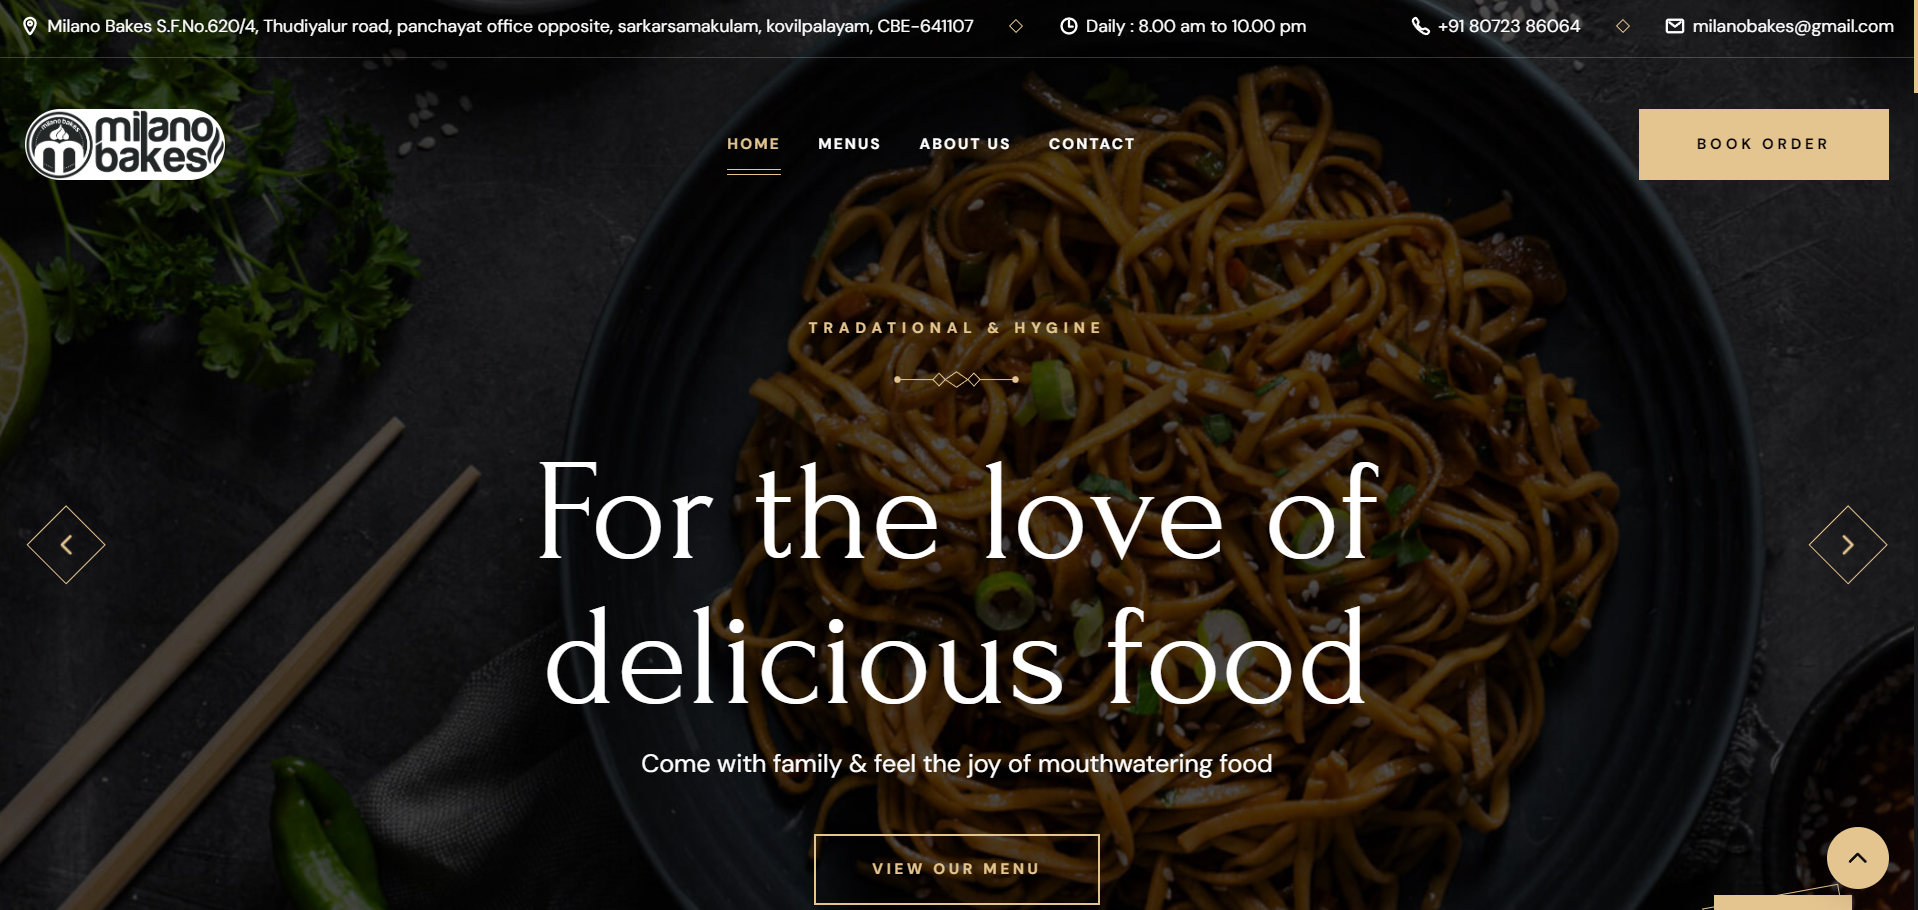 Milano Bakes S.F.No.620/4, Thudiyalur road, panchayat office opposite, sarkarsamakulam, kovilpalayam, CBE-641107
Daily : 8.00 am to 10.00 pm
+91 80723 86064
milanobakes@gmail.com
milano bakes
milano
bakes
HOME
MENUS
ABOUT US
CONTACT
BOOK ORDER
TRADATIONAL & HYGINE
For the love of
delicious food
Come with family & feel the joy of mouthwatering food
VIEW OUR MENU